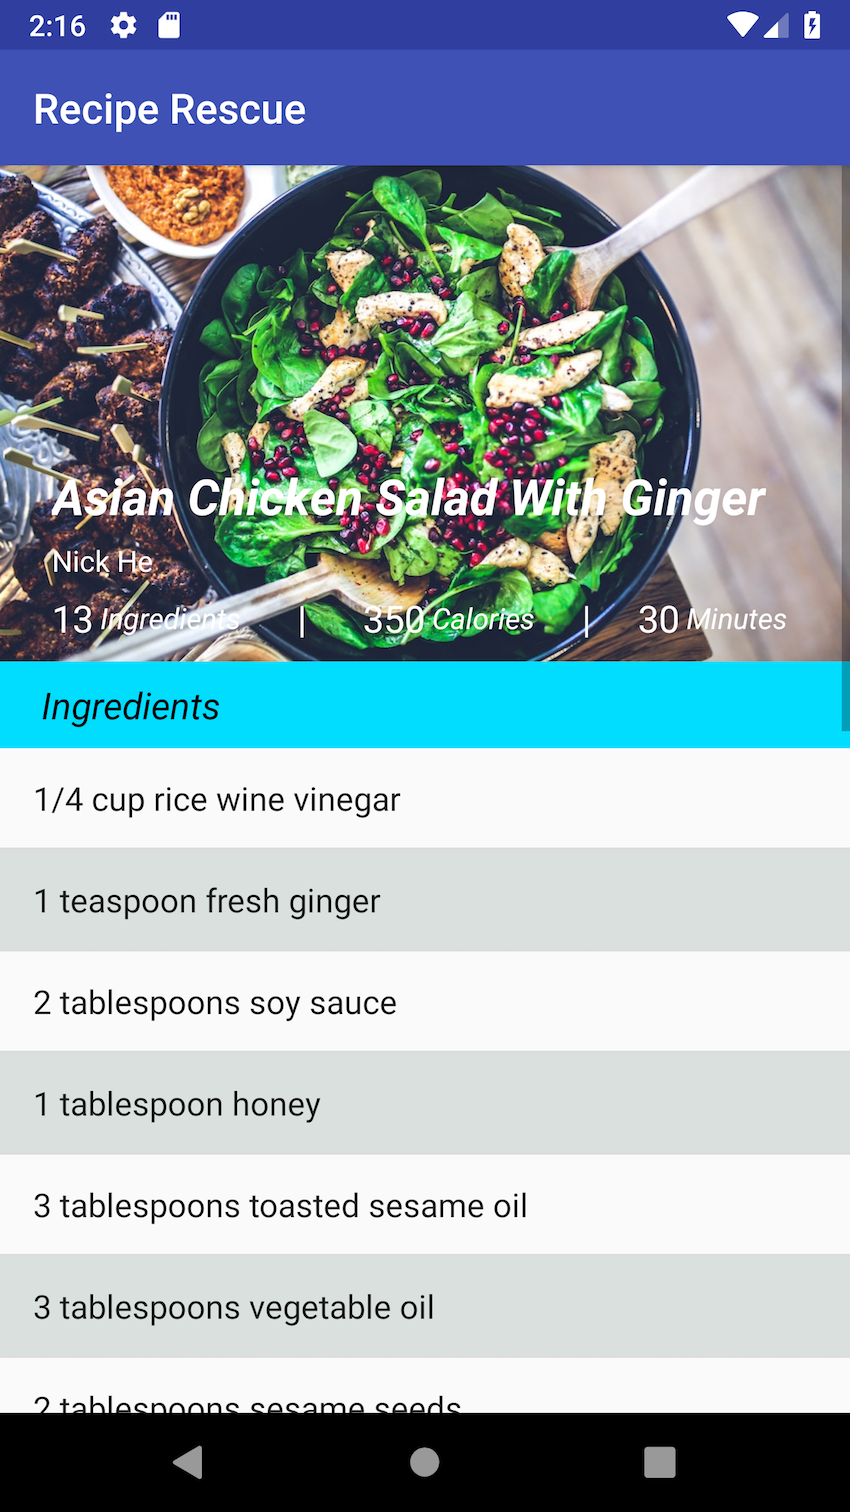 2:16
Recipe Rescue
Asian Chicken Salad With Ginger
Nick He
13 Ingredients | 350 Calories | 30 Minutes
Ingredients
1/4 cup rice wine vinegar
1 teaspoon fresh ginger
2 tablespoons soy sauce
1 tablespoon honey
3 tablespoons toasted sesame oil
3 tablespoons vegetable oil
2 tablespoons sesame seeds